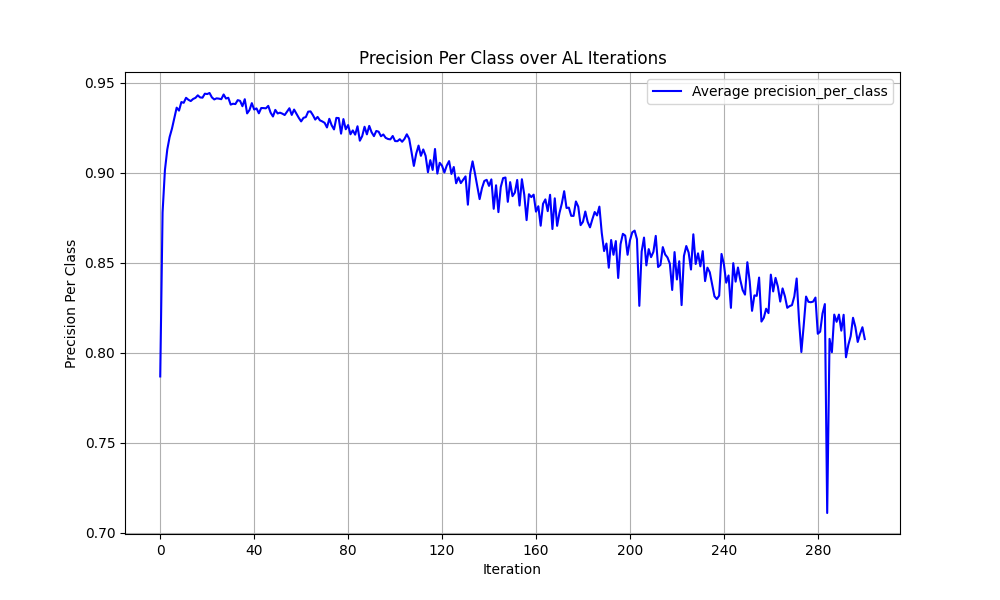 Precision Per Class over AL Iterations
Average precision_per_class
Precision Per Class
0.95
0.90
0.85
0.80
0.75
0.70
0 40 80 120 160 200 240 280
Iteration